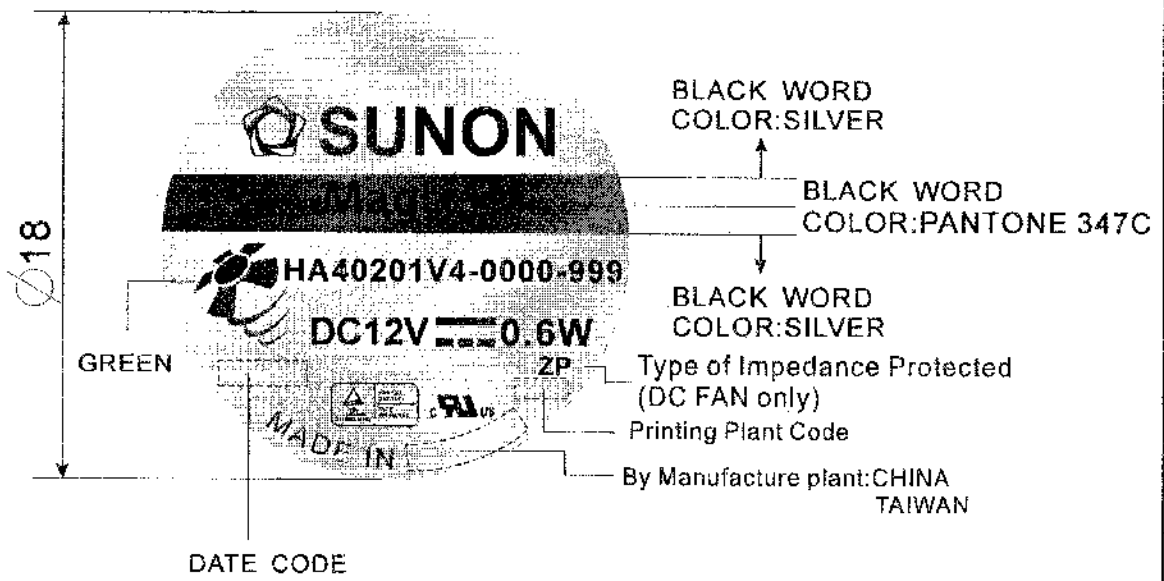 BLACK WORD
COLOR:SILVER
SUNON
BLACK WORD
COLOR:PANTONE 347C
Ø18
HA40201V4-0000-999
BLACK WORD
COLOR:SILVER
DC12V 0.6W
GREEN
ZP
Type of Impedance Protected
(DC FAN only)
C US
Printing Plant Code
MADE IN
By Manufacture plant:CHINA
TAIWAN
DATE CODE